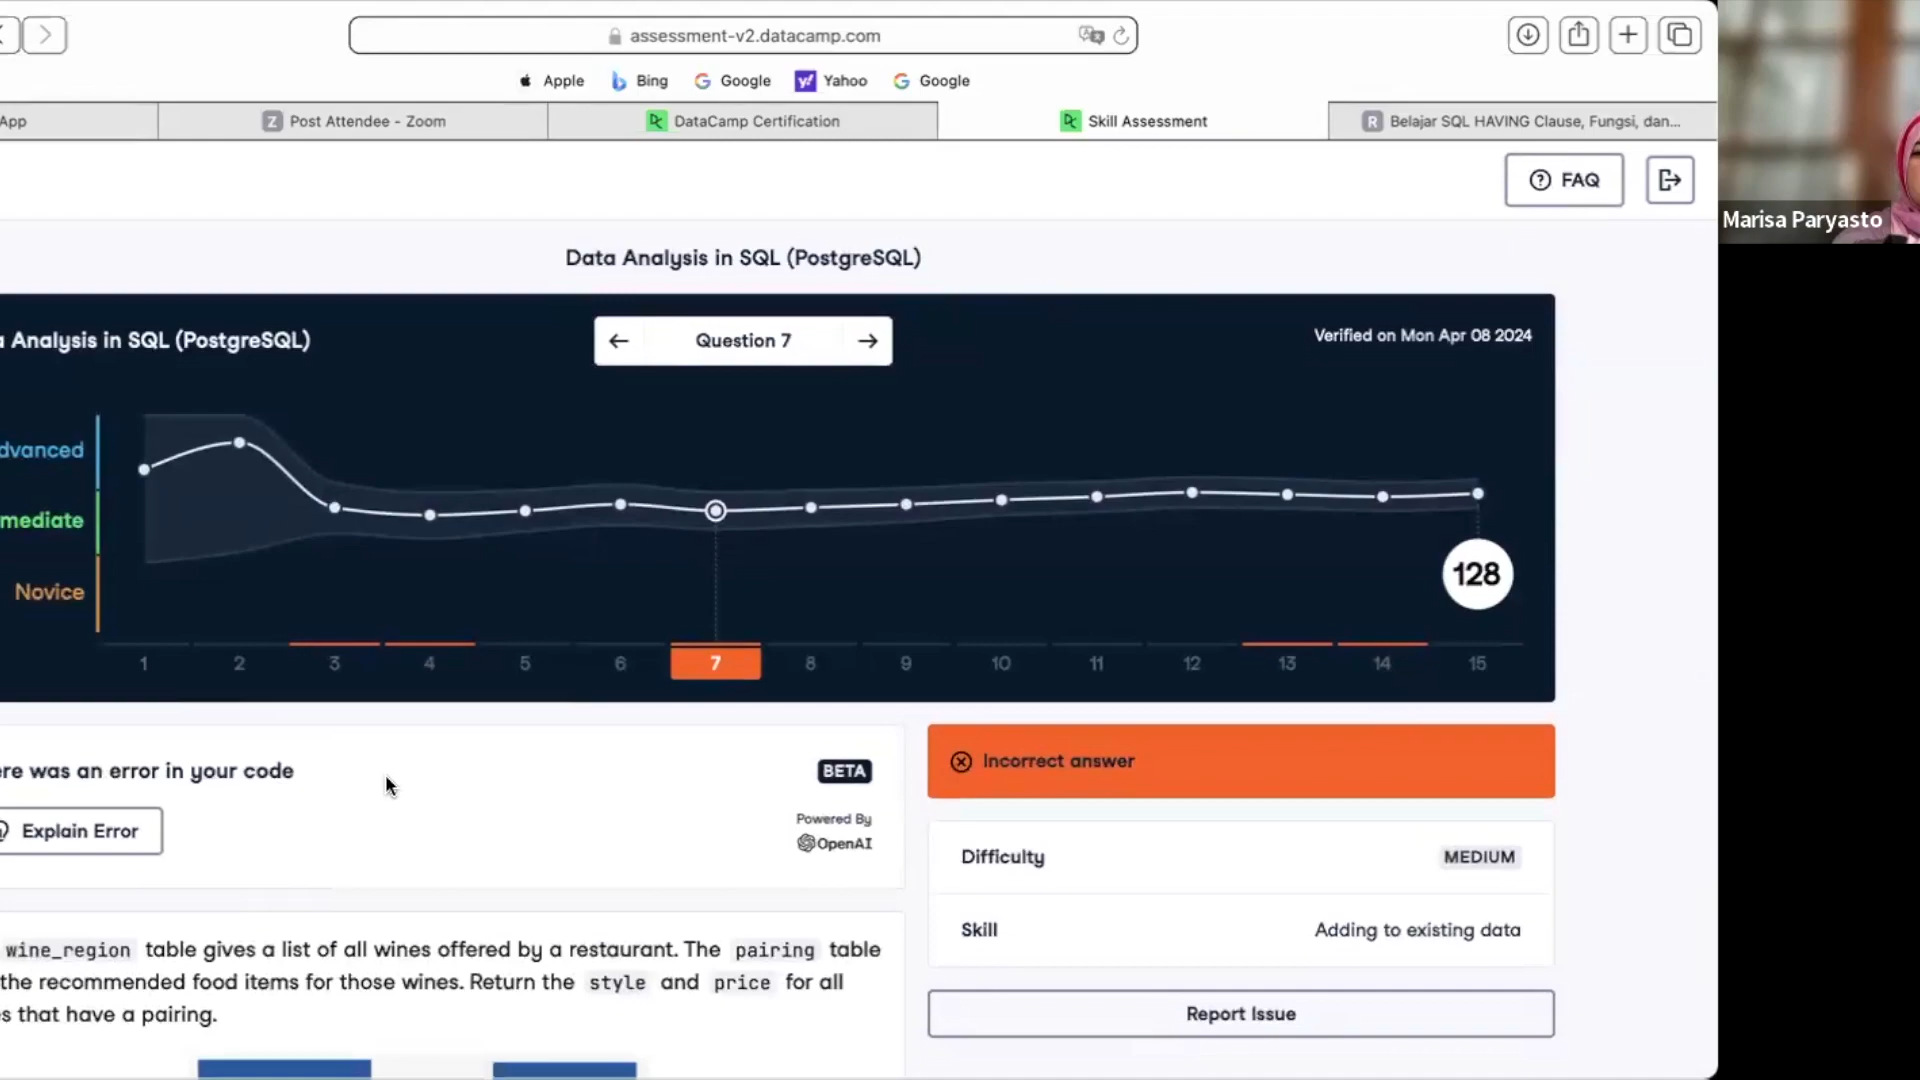 assessment-v2.datacamp.com
Apple Bing Google Yahoo Google
App Post Attendee - Zoom DataCamp Certification Skill Assessment Belajar SQL HAVING Clause, Fungsi, dan...
FAQ
Marisa Paryasto
Data Analysis in SQL (PostgreSQL)
a Analysis in SQL (PostgreSQL)
Question 7
Verified on Mon Apr 08 2024
dvanced
mediate
Novice
128
1 2 3 4 5 6 7 8 9 10 11 12 13 14 15
ere was an error in your code
BETA
Explain Error
Powered By
OpenAI
Incorrect answer
Difficulty MEDIUM
Skill Adding to existing data
Report Issue
wine_region table gives a list of all wines offered by a restaurant. The pairing table
the recommended food items for those wines. Return the style and price for all
s that have a pairing.